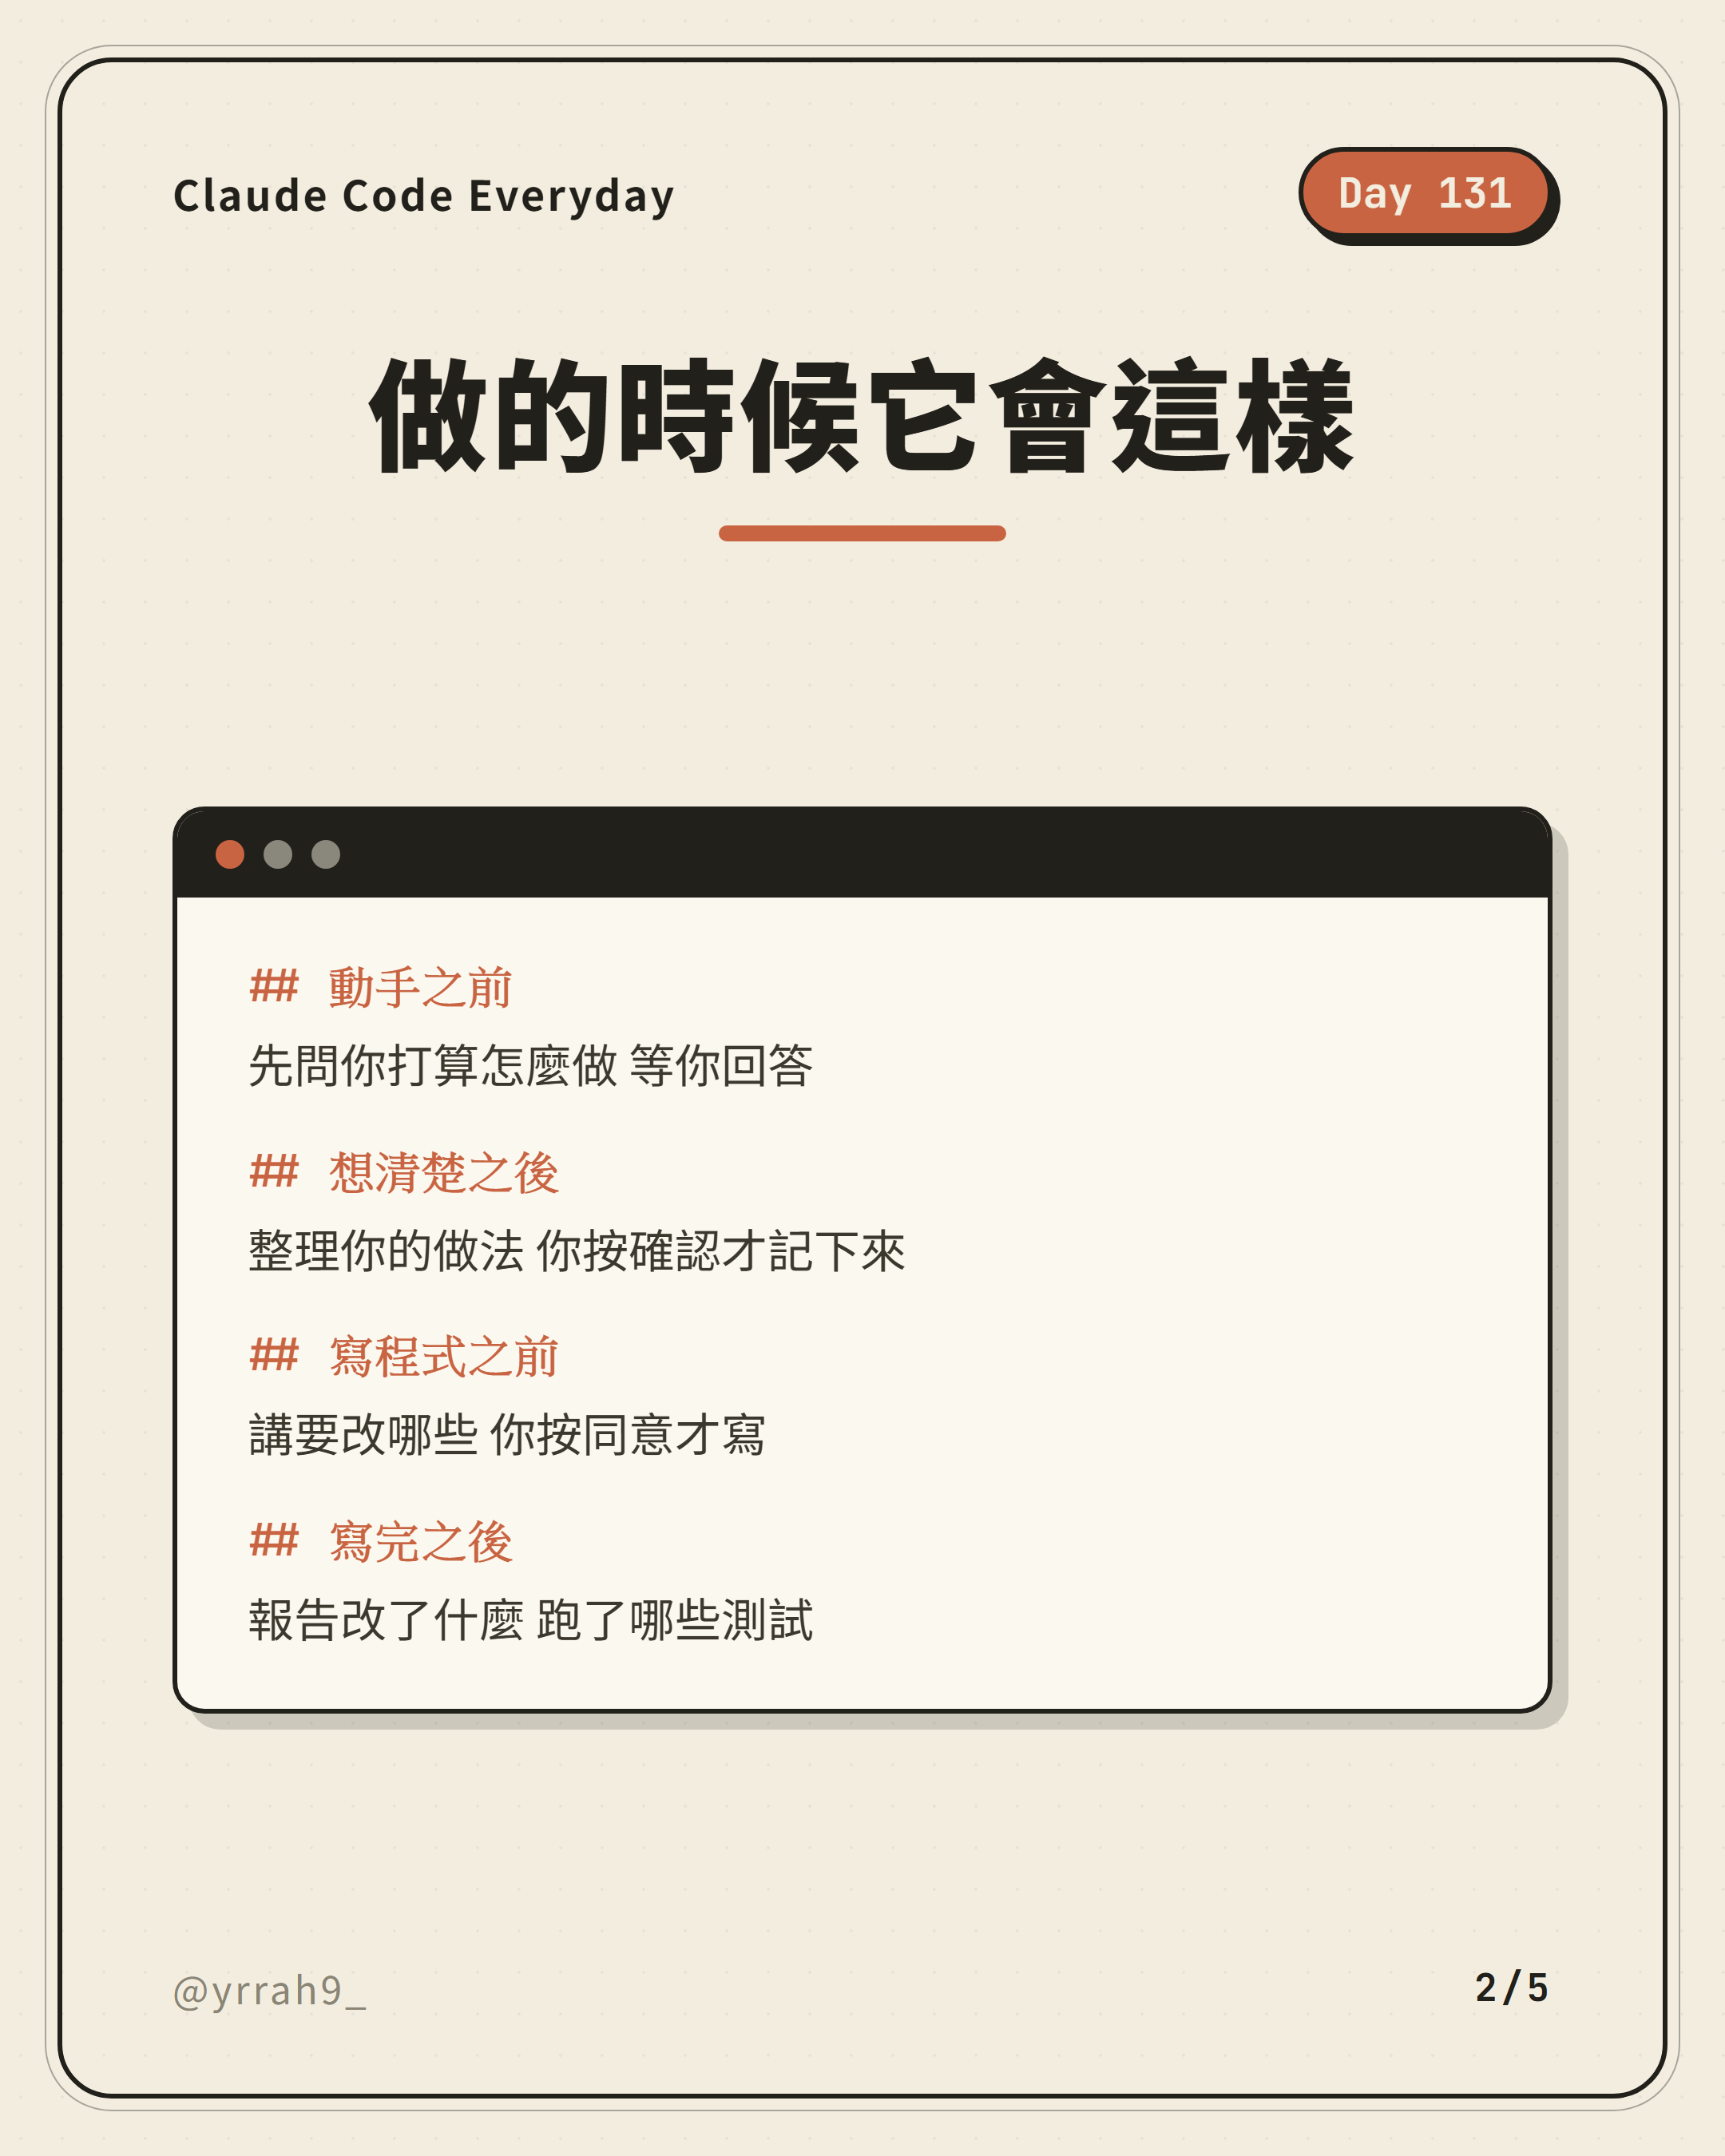 Claude Code Everyday
Day 131
做的時候它會這樣
## 動手之前
先問你打算怎麼做 等你回答
## 想清楚之後
整理你的做法 你按確認才記下來
## 寫程式之前
講要改哪些 你按同意才寫
## 寫完之後
報告改了什麼 跑了哪些測試
@yrrah9_
2/5